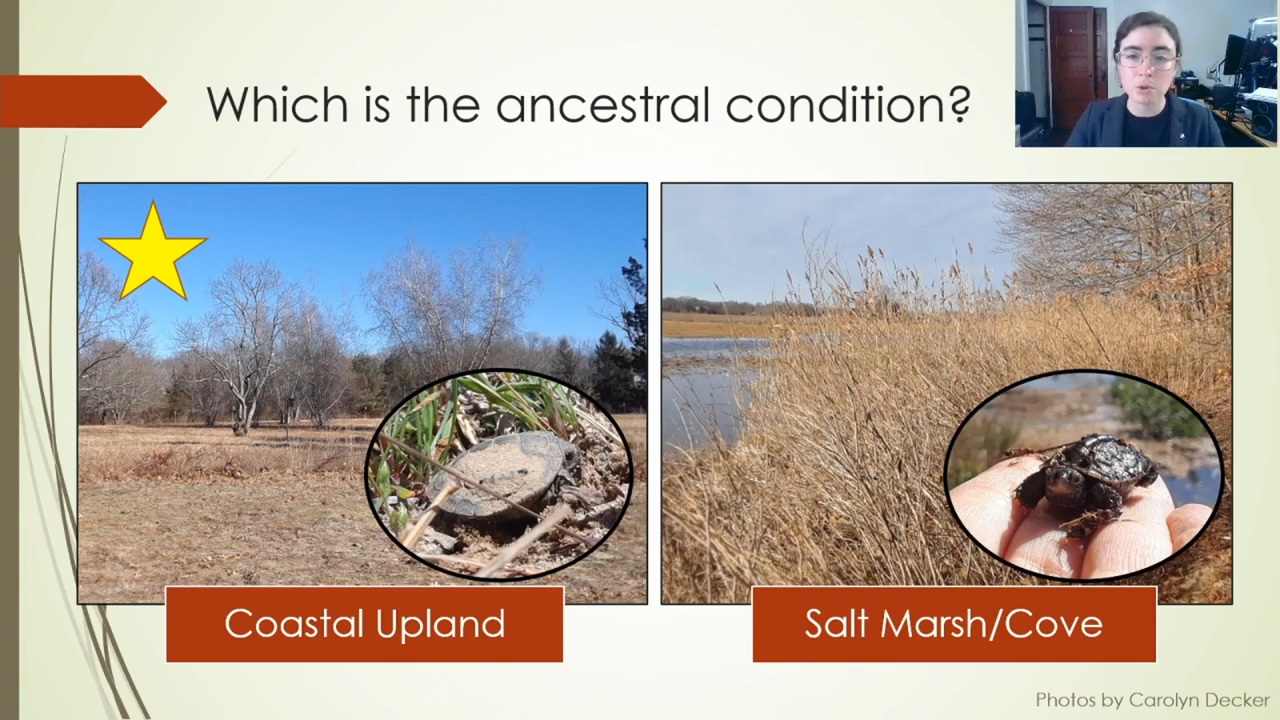 Which is the ancestral condition?
Coastal Upland
Salt Marsh/Cove
Photos by Carolyn Decker